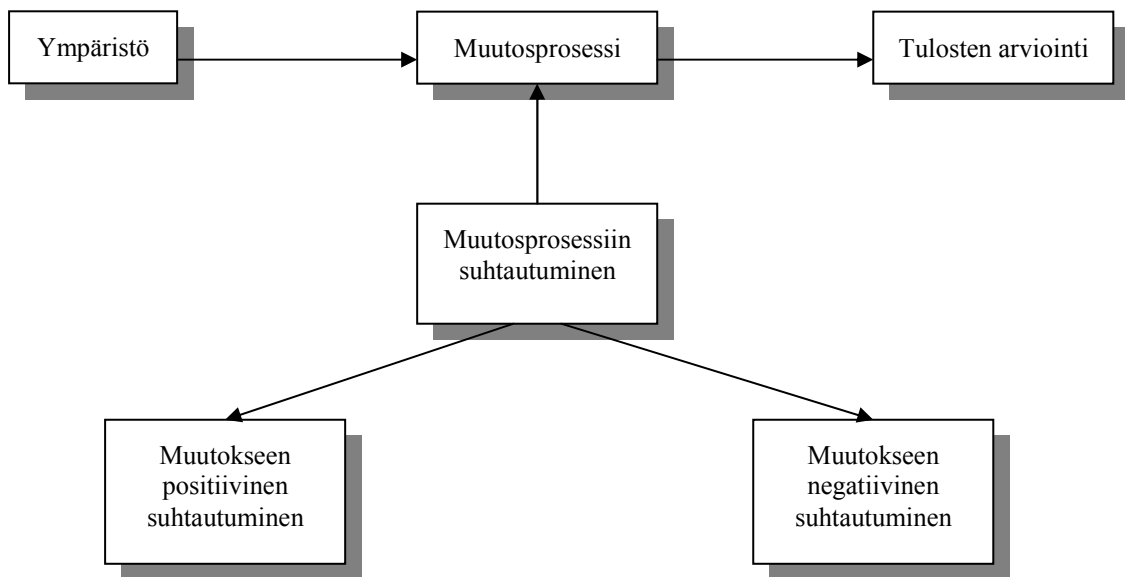 Ympäristö
Muutosprosessi
Tulosten arviointi
Muutosprosessiin
suhtautuminen
Muutokseen
positiivinen
suhtautuminen
Muutokseen
negatiivinen
suhtautuminen